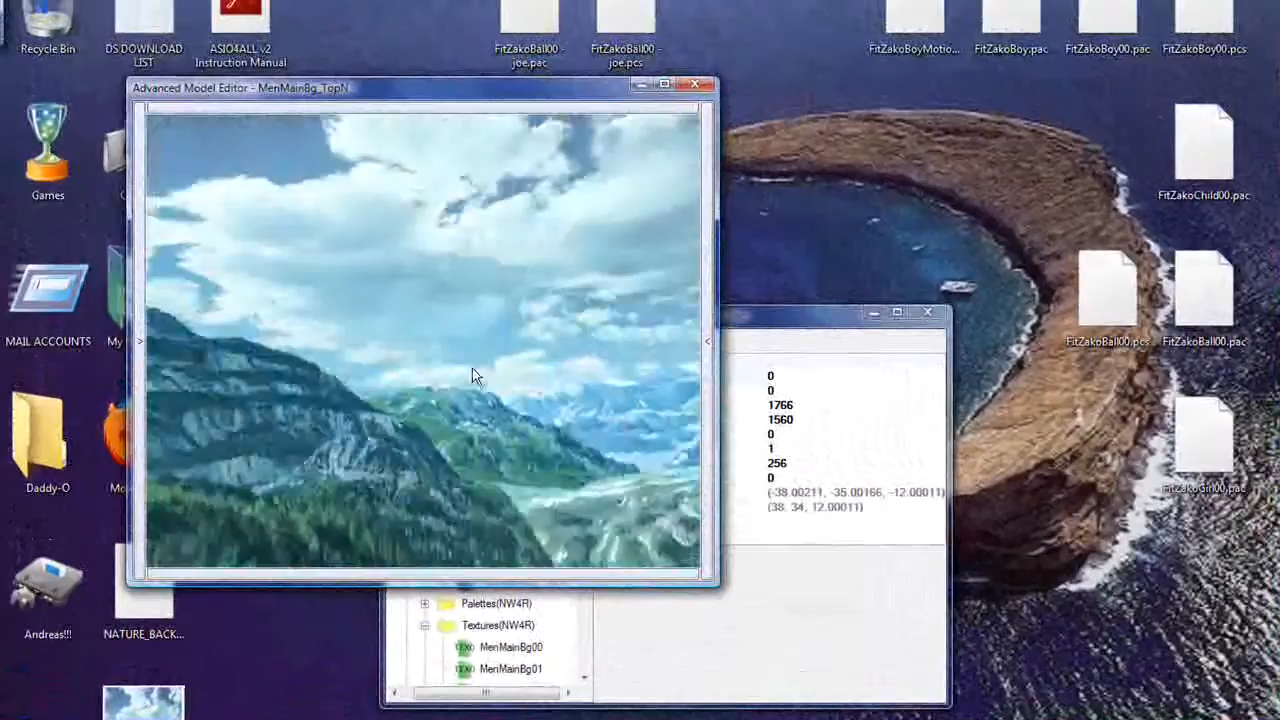 Recycle Bin
DS DOWNLOAD
LIST
ASIO4ALL v2
Instruction Manual
FitZakoBall00 -
joe.pac
FitZakoBall00 -
joe.pcs
FitZakoBoyMotio...
FitZakoBoy.pac
FitZakoBoy00.pac
FitZakoBoy00.pcs
Advanced Model Editor - MenMainBg_TopN
Games
FitZakoChild00.pac
MAIL ACCOUNTS
My
FitZakoBall00.pcs
FitZakoBall00.pac
0
0
1766
1560
0
1
256
0
(-38.00211, -35.00166, -12.00011)
(38, 34, 12.00011)
Daddy-O
FitZakoGirl00.pac
Palettes(NW4R)
Textures(NW4R)
MenMainBg00
MenMainBg01
Andreas!!!
NATURE_BACK...